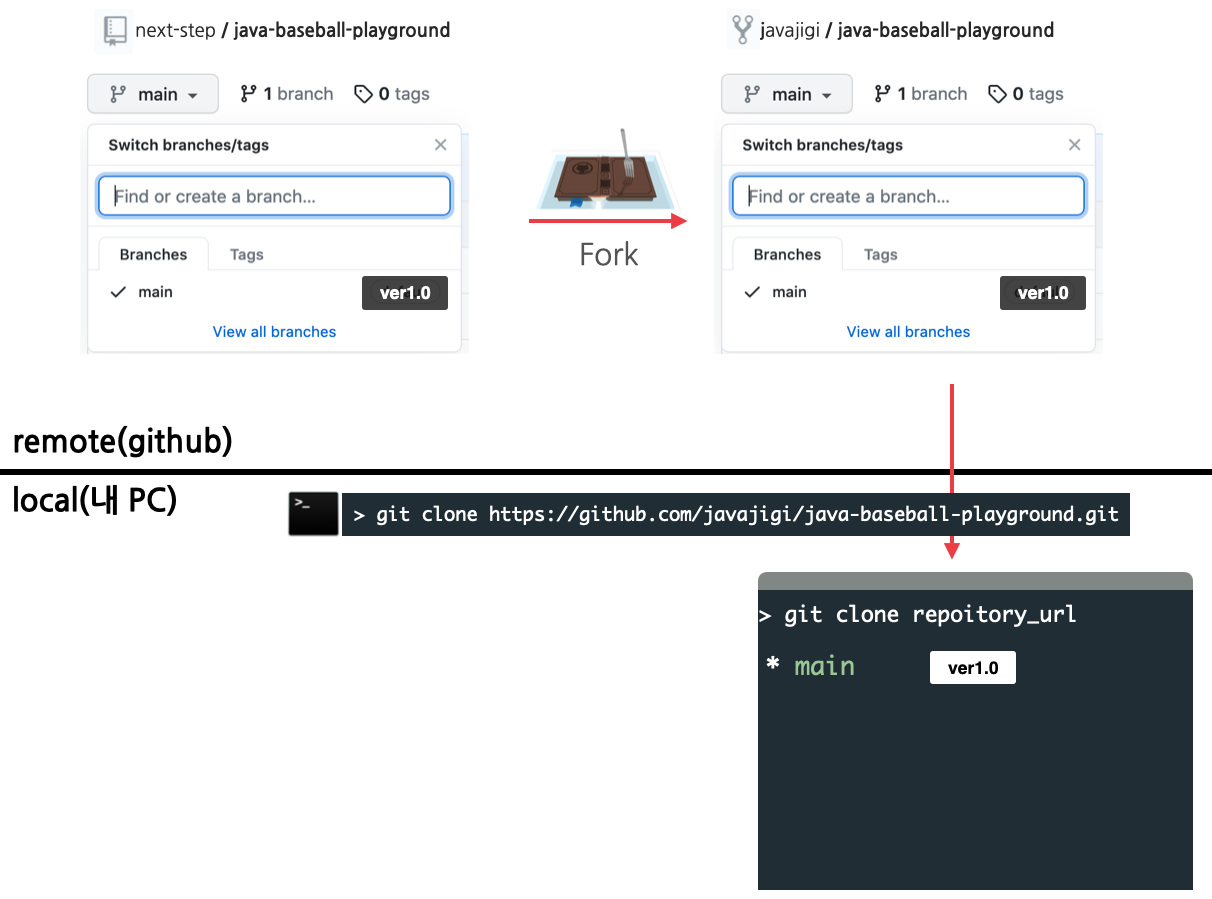 next-step / java-baseball-playground
main
1 branch
0 tags
Switch branches/tags
Find or create a branch...
Branches
Tags
main
ver1.0
View all branches
Fork
javajigi / java-baseball-playground
main
1 branch
0 tags
Switch branches/tags
Find or create a branch...
Branches
Tags
main
ver1.0
View all branches
remote(github)
local(내 PC)
>_
> git clone https://github.com/javajigi/java-baseball-playground.git
> git clone repoitory_url
* main
ver1.0